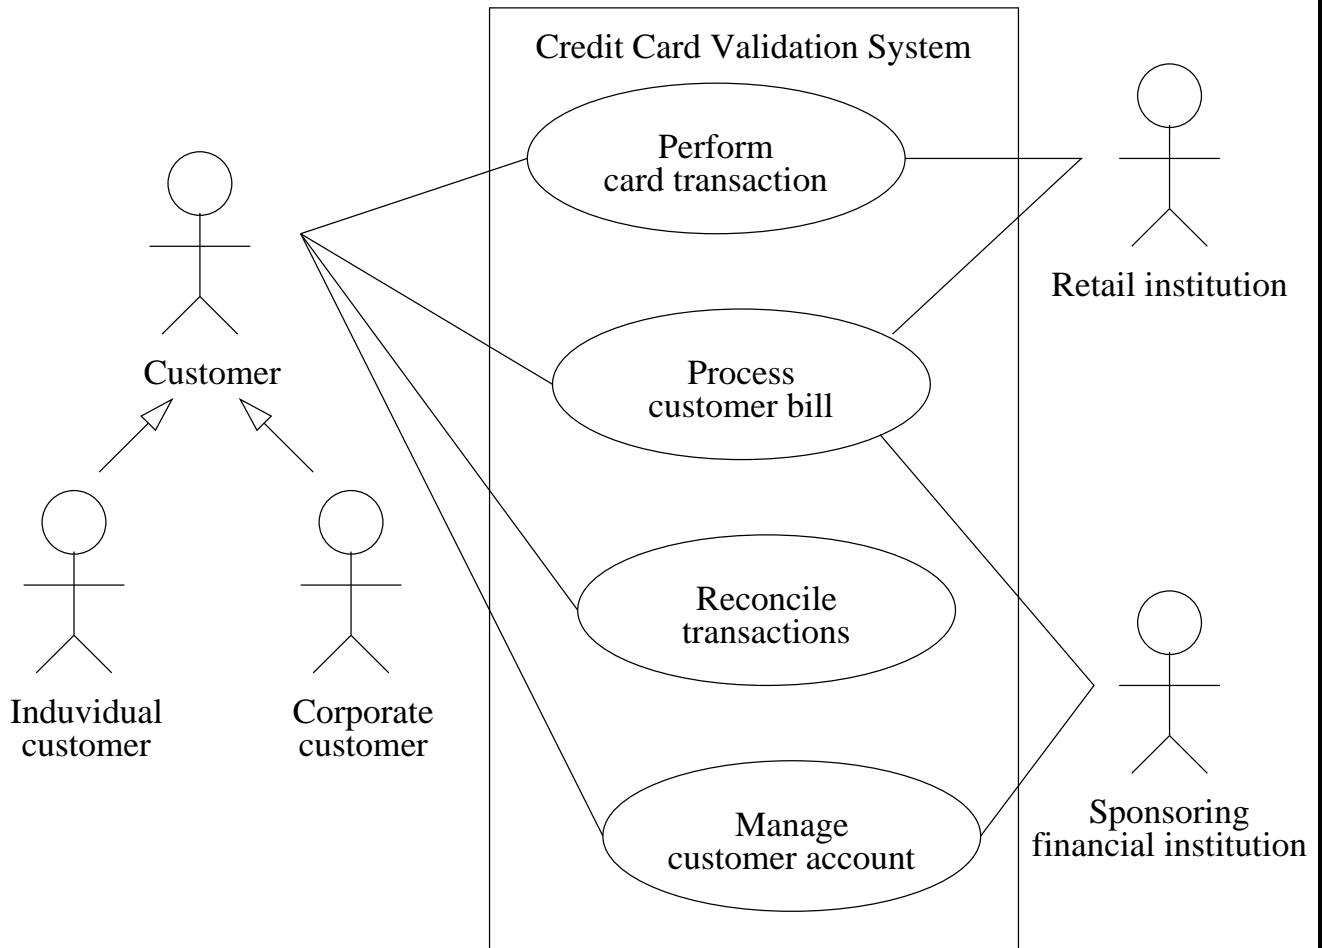 Credit Card Validation System
Perform
card transaction
Retail institution
Customer
Process
customer bill
Reconcile
transactions
Induvidual
customer
Corporate
customer
Manage
customer account
Sponsoring
financial institution